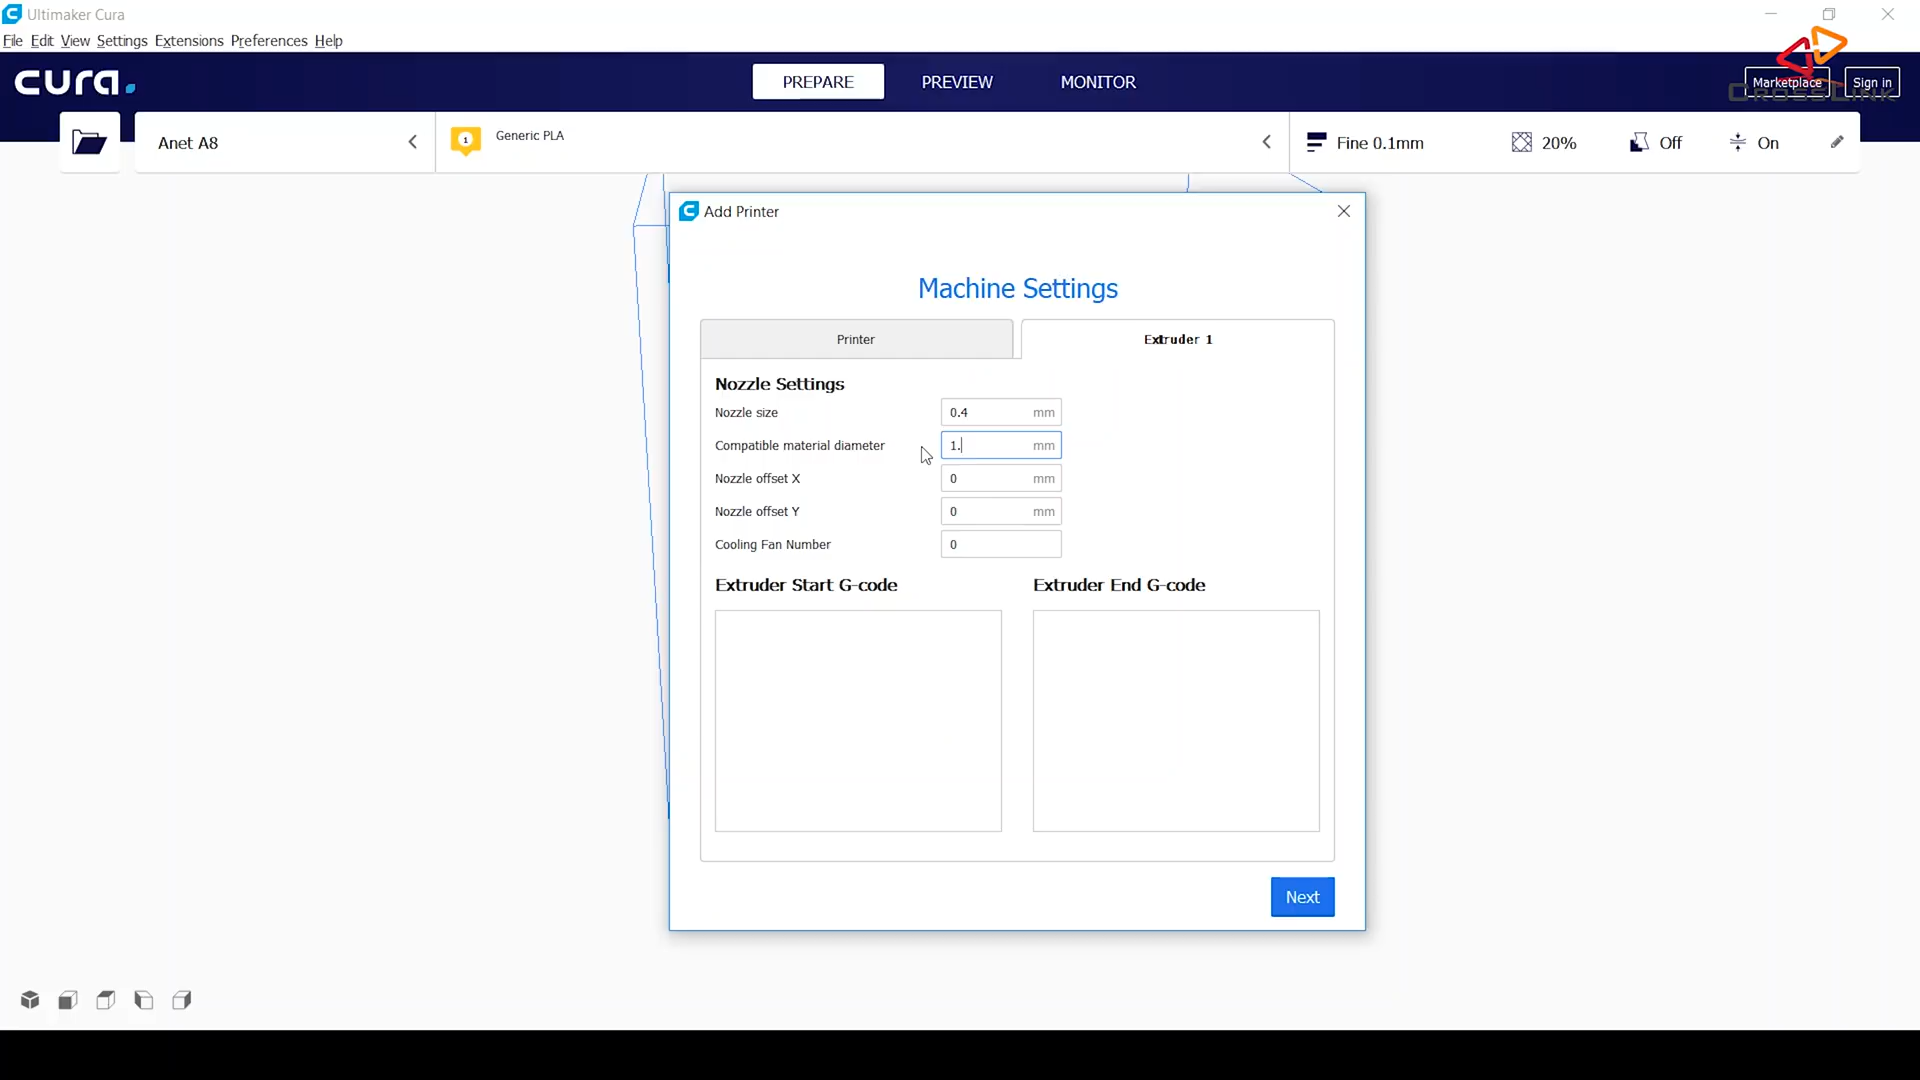 Ultimaker Cura
File Edit View Settings Extensions Preferences Help
cura.
PREPARE PREVIEW MONITOR
Marketplace Sign in
CROSSLINK
Anet A8
1 Generic PLA
Fine 0.1mm 20% Off On
Add Printer
Machine Settings
Printer Extruder 1
Nozzle Settings
Nozzle size 0.4 mm
Compatible material diameter 1. mm
Nozzle offset X 0 mm
Nozzle offset Y 0 mm
Cooling Fan Number 0
Extruder Start G-code Extruder End G-code
Next